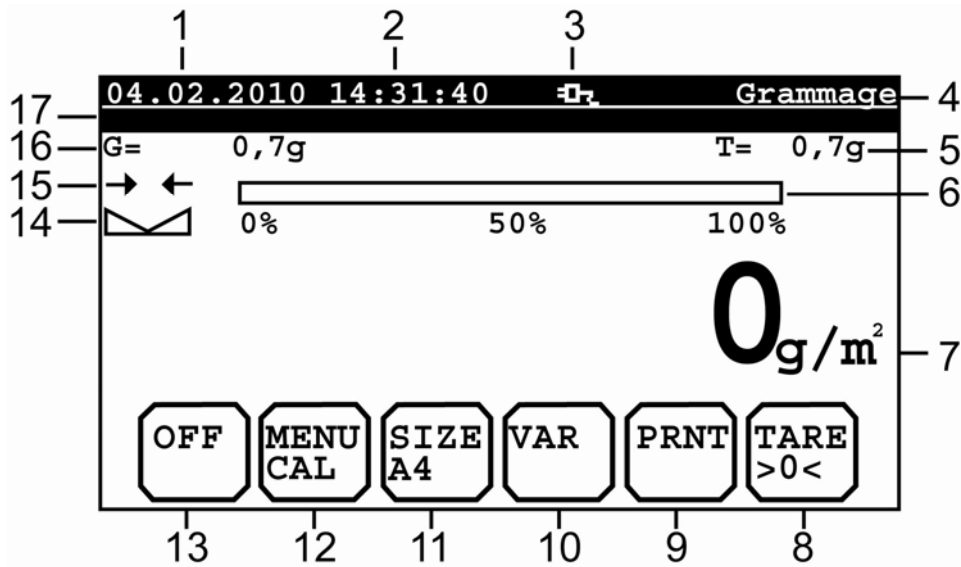 1 2 3
04.02.2010 14:31:40 Grammage 4
17
16 G= 0,7g T= 0,7g 5
15 6
14 0% 50% 100%
0g/m² 7
OFF MENU SIZE VAR PRNT TARE
CAL A4 >0<
13 12 11 10 9 8